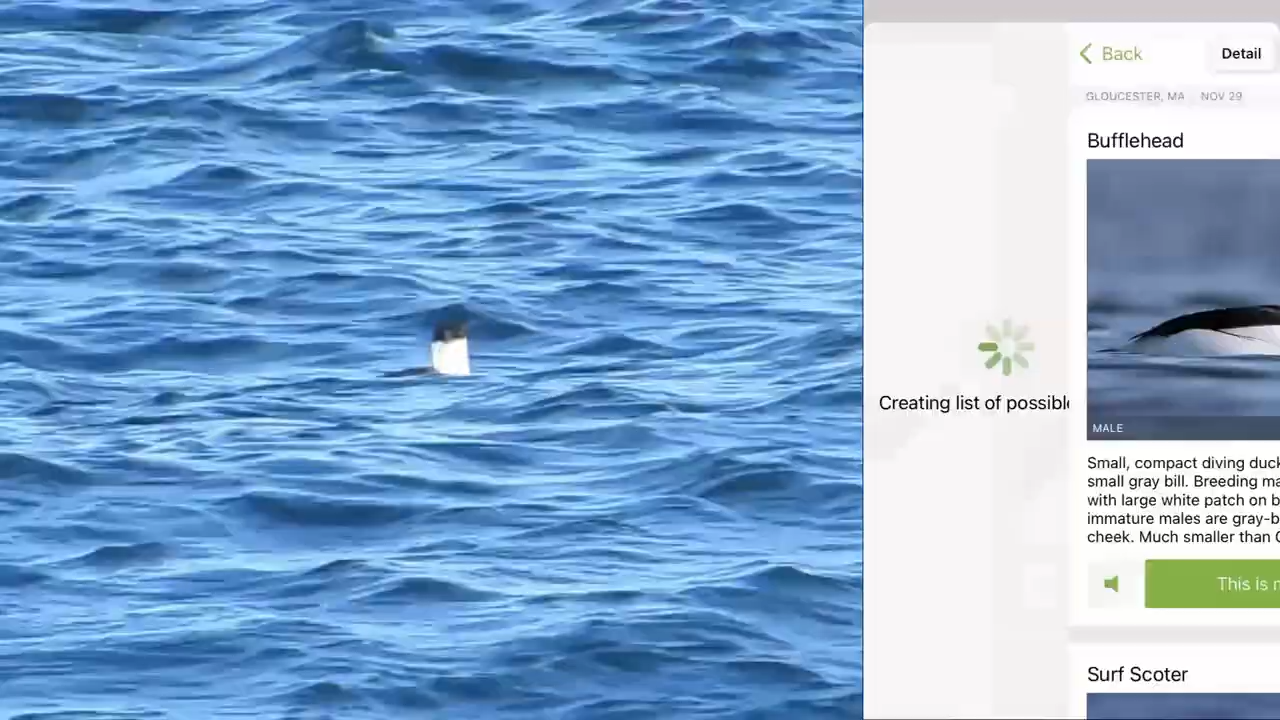 Back
Detail
GLOUCESTER, MA NOV 29
Bufflehead
Creating list of possible
MALE
Small, compact diving duck
small gray bill. Breeding ma
with large white patch on b
immature males are gray-b
cheek. Much smaller than
This is
Surf Scoter